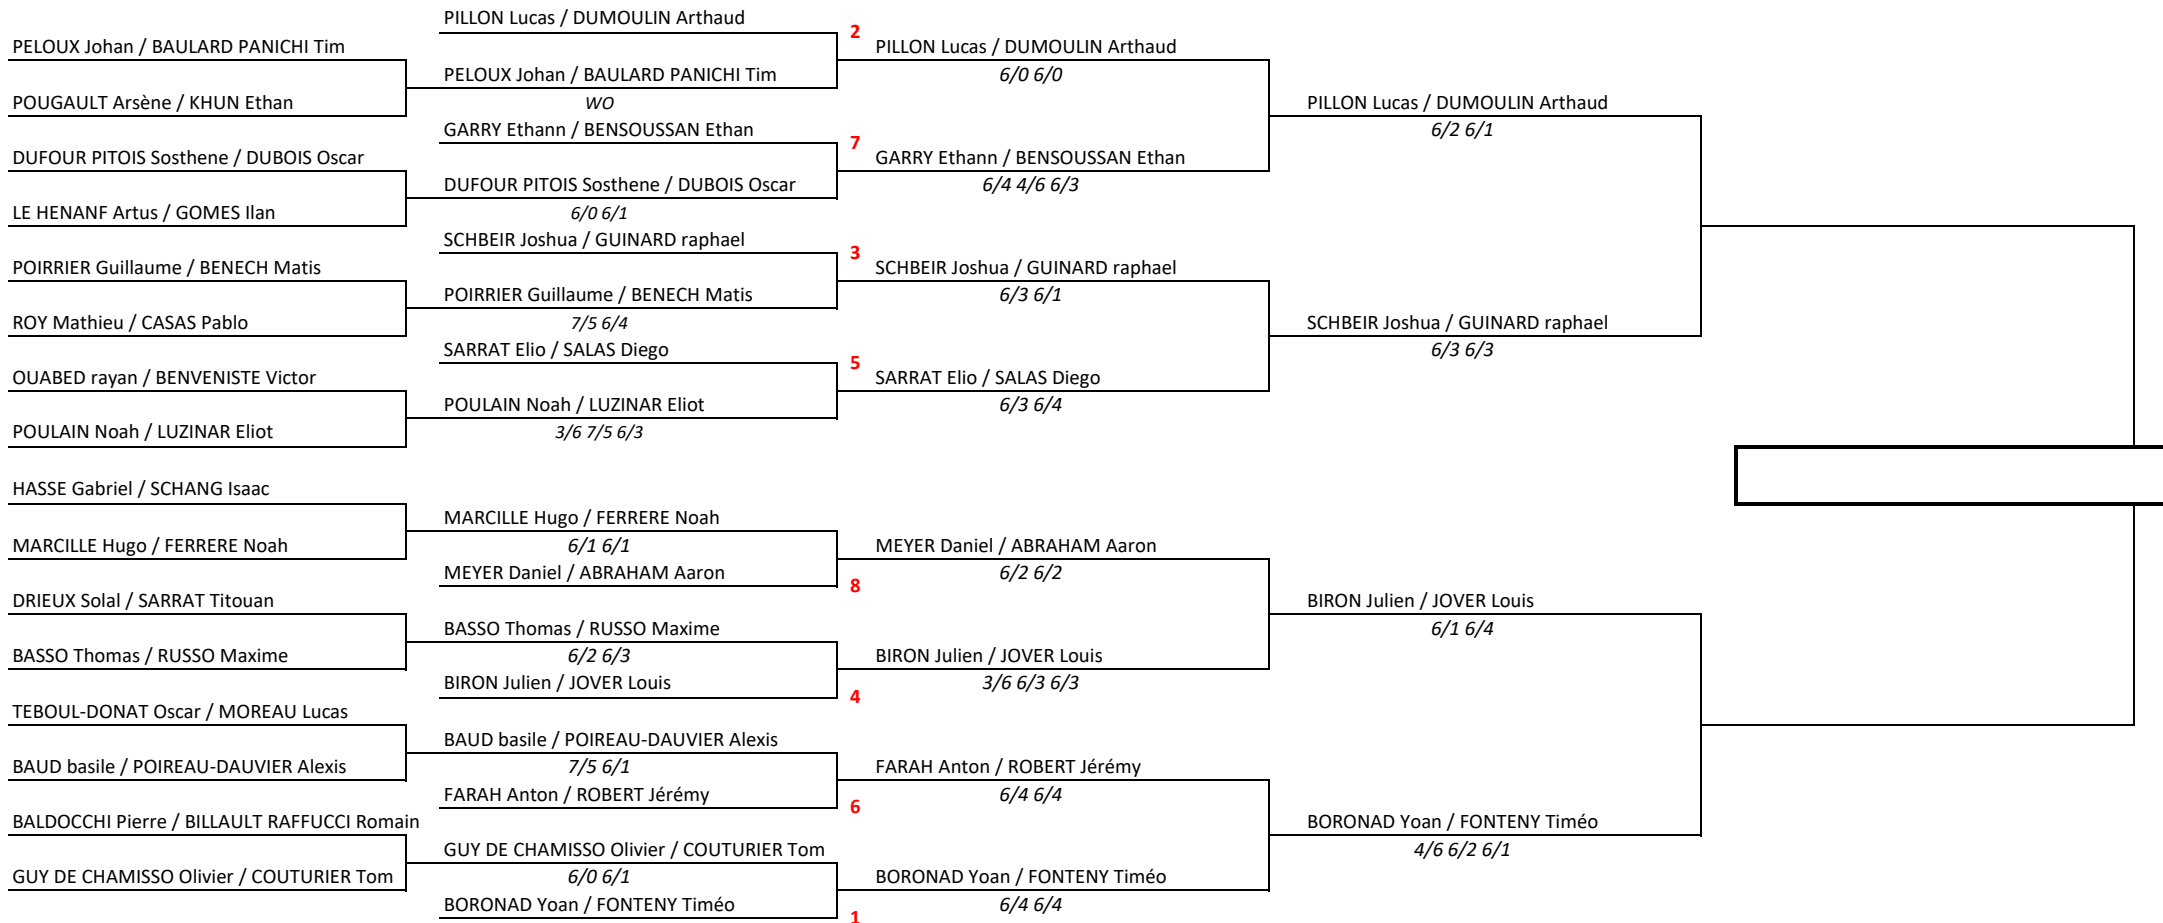 PILLON Lucas / DUMOULIN Arthaud
2
PELOUX Johan / BAULARD PANICHI Tim
PILLON Lucas / DUMOULIN Arthaud
PELOUX Johan / BAULARD PANICHI Tim
6/0 6/0
POUGAULT Arsène / KHUN Ethan
WO
PILLON Lucas / DUMOULIN Arthaud
GARRY Ethann / BENSOUSSAN Ethan
6/2 6/1
7
DUFOUR PITOIS Sosthene / DUBOIS Oscar
GARRY Ethann / BENSOUSSAN Ethan
DUFOUR PITOIS Sosthene / DUBOIS Oscar
6/4 4/6 6/3
LE HENANF Artus / GOMES Ilan
6/0 6/1
SCHBEIR Joshua / GUINARD raphael
3
POIRRIER Guillaume / BENECH Matis
SCHBEIR Joshua / GUINARD raphael
POIRRIER Guillaume / BENECH Matis
6/3 6/1
ROY Mathieu / CASAS Pablo
7/5 6/4
SCHBEIR Joshua / GUINARD raphael
SARRAT Elio / SALAS Diego
6/3 6/3
5
OUABED rayan / BENVENISTE Victor
SARRAT Elio / SALAS Diego
POULAIN Noah / LUZINAR Eliot
6/3 6/4
POULAIN Noah / LUZINAR Eliot
3/6 7/5 6/3
HASSE Gabriel / SCHANG Isaac
MARCILLE Hugo / FERRERE Noah
MARCILLE Hugo / FERRERE Noah
6/1 6/1
MEYER Daniel / ABRAHAM Aaron
MEYER Daniel / ABRAHAM Aaron
6/2 6/2
8
DRIEUX Solal / SARRAT Titouan
BIRON Julien / JOVER Louis
BASSO Thomas / RUSSO Maxime
6/1 6/4
BASSO Thomas / RUSSO Maxime
6/2 6/3
BIRON Julien / JOVER Louis
BIRON Julien / JOVER Louis
3/6 6/3 6/3
4
TEBOUL-DONAT Oscar / MOREAU Lucas
BAUD basile / POIREAU-DAUVIER Alexis
BAUD basile / POIREAU-DAUVIER Alexis
7/5 6/1
FARAH Anton / ROBERT Jérémy
FARAH Anton / ROBERT Jérémy
6/4 6/4
6
BALDOCCHI Pierre / BILLAULT RAFFUCCI Romain
BORONAD Yoan / FONTENY Timéo
GUY DE CHAMISSO Olivier / COUTURIER Tom
4/6 6/2 6/1
GUY DE CHAMISSO Olivier / COUTURIER Tom
6/0 6/1
BORONAD Yoan / FONTENY Timéo
BORONAD Yoan / FONTENY Timéo
6/4 6/4
1